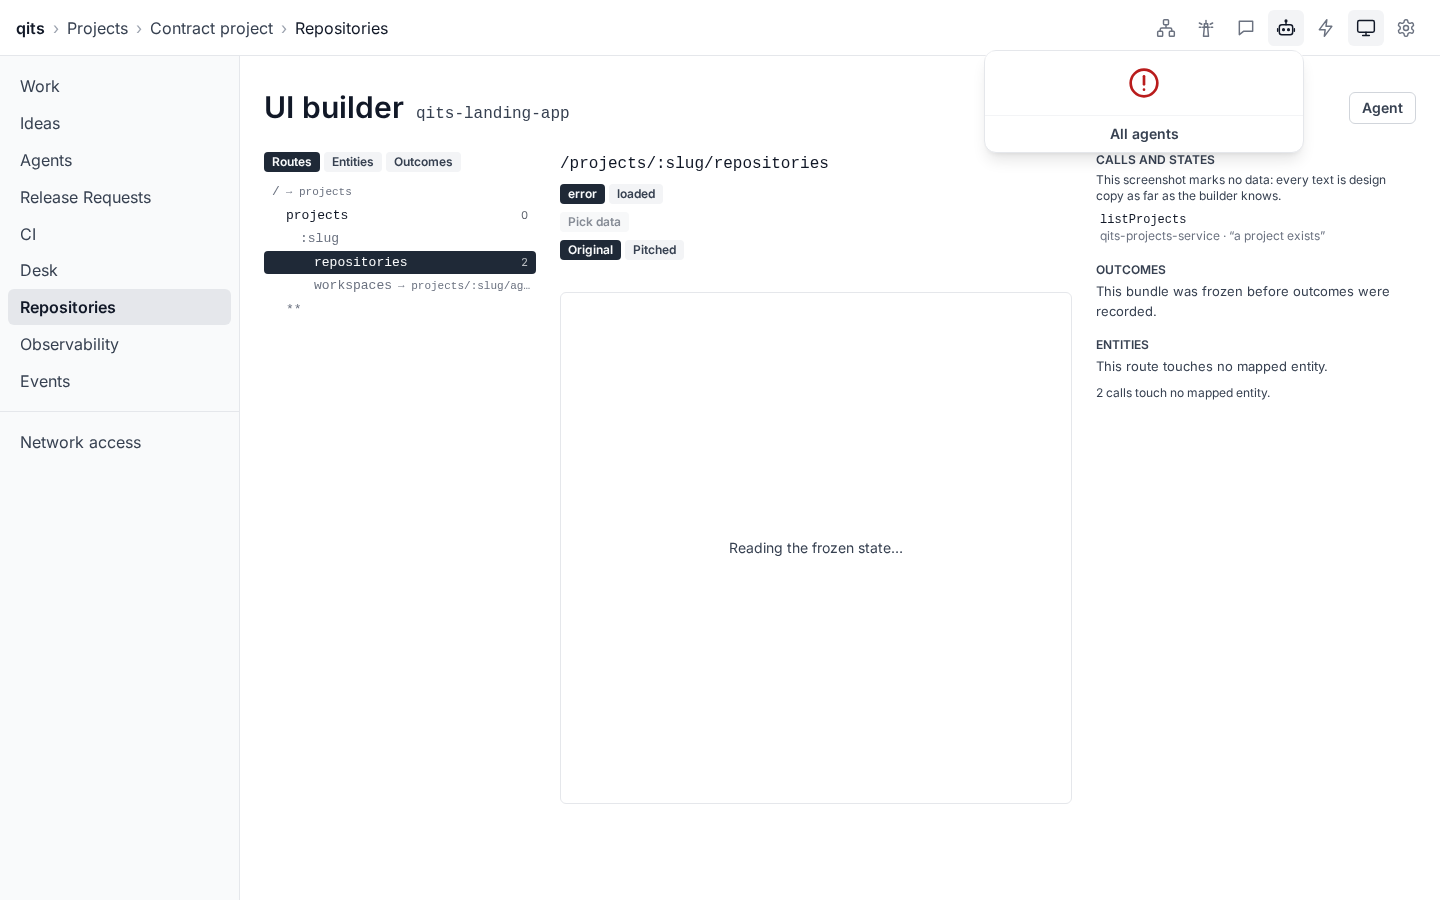 qits › Projects › Contract project › Repositories
Work
Ideas
Agents
Release Requests
CI
Desk
Repositories
Observability
Events
Network access
UI builder qits-landing-app
All agents
Agent
Routes Entities Outcomes
/ → projects
projects 0
:slug
repositories 2
workspaces → projects/:slug/ag…
**
/projects/:slug/repositories
error loaded
Pick data
Original Pitched
Reading the frozen state…
CALLS AND STATES
This screenshot marks no data: every text is design
copy as far as the builder knows.
listProjects
qits-projects-service · “a project exists”
OUTCOMES
This bundle was frozen before outcomes were
recorded.
ENTITIES
This route touches no mapped entity.
2 calls touch no mapped entity.